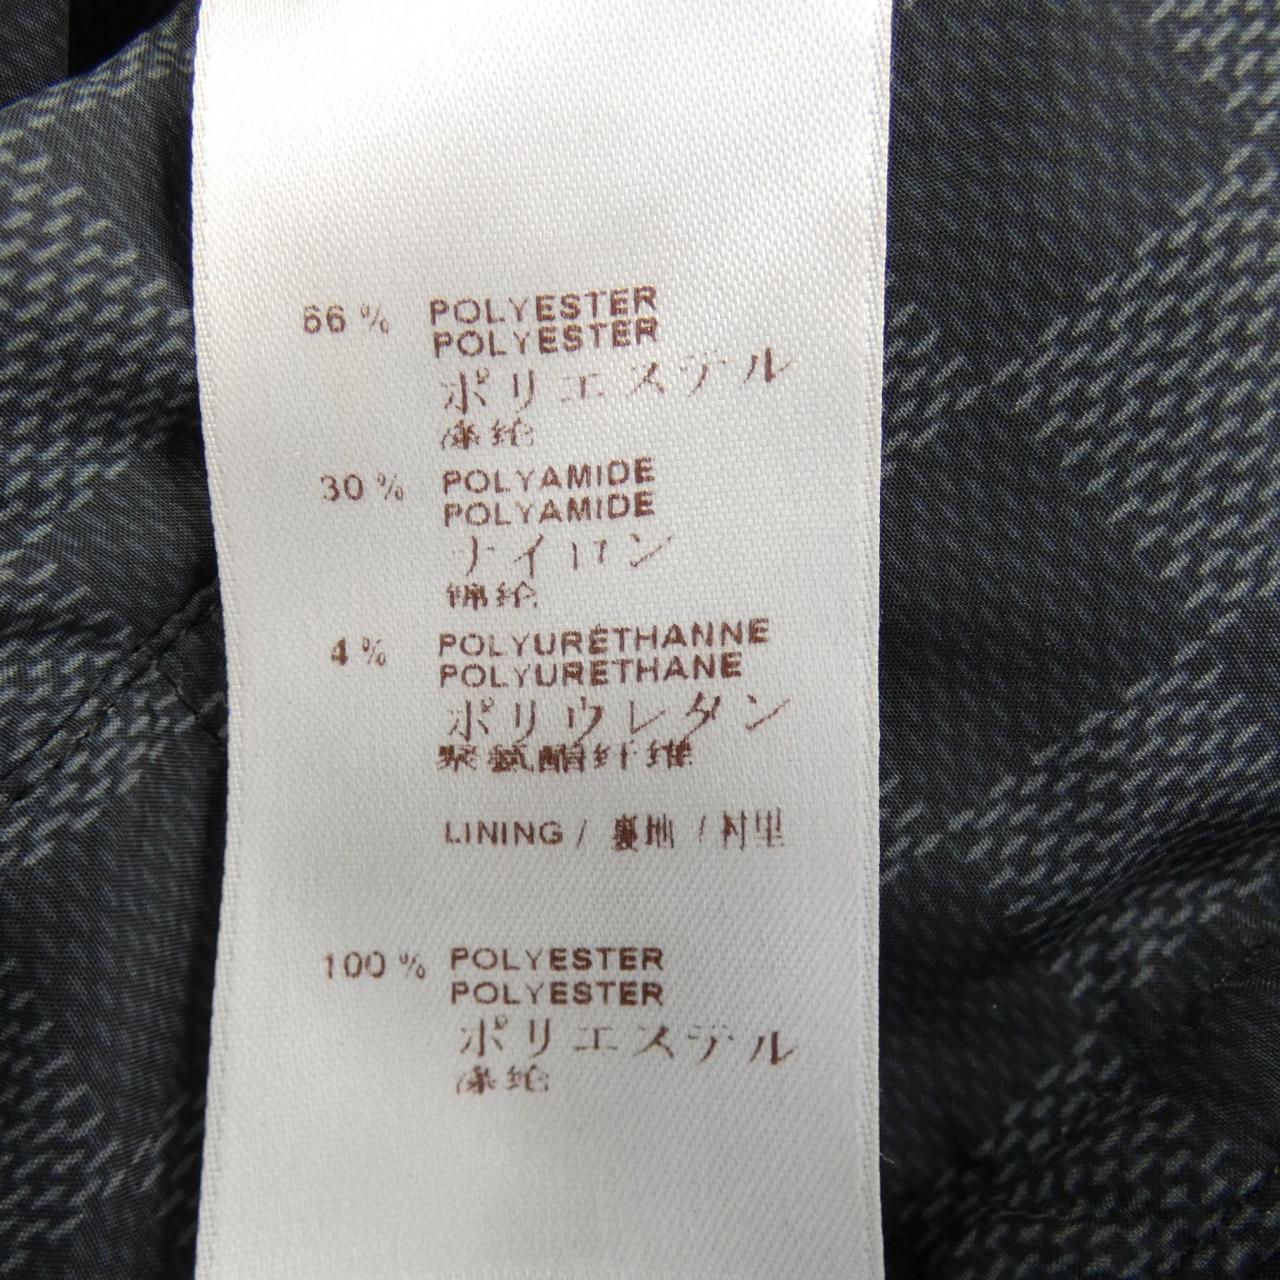 66 % POLYESTER
POLYESTER
ポリエステル
涤纶
30 % POLYAMIDE
POLYAMIDE
ナイロン
锦纶
4 % POLYURÉTHANNE
POLYURETHANE
ポリウレタン
聚氨酯纤维
LINING / 裏地 / 衬里
100 % POLYESTER
POLYESTER
ポリエステル
涤纶